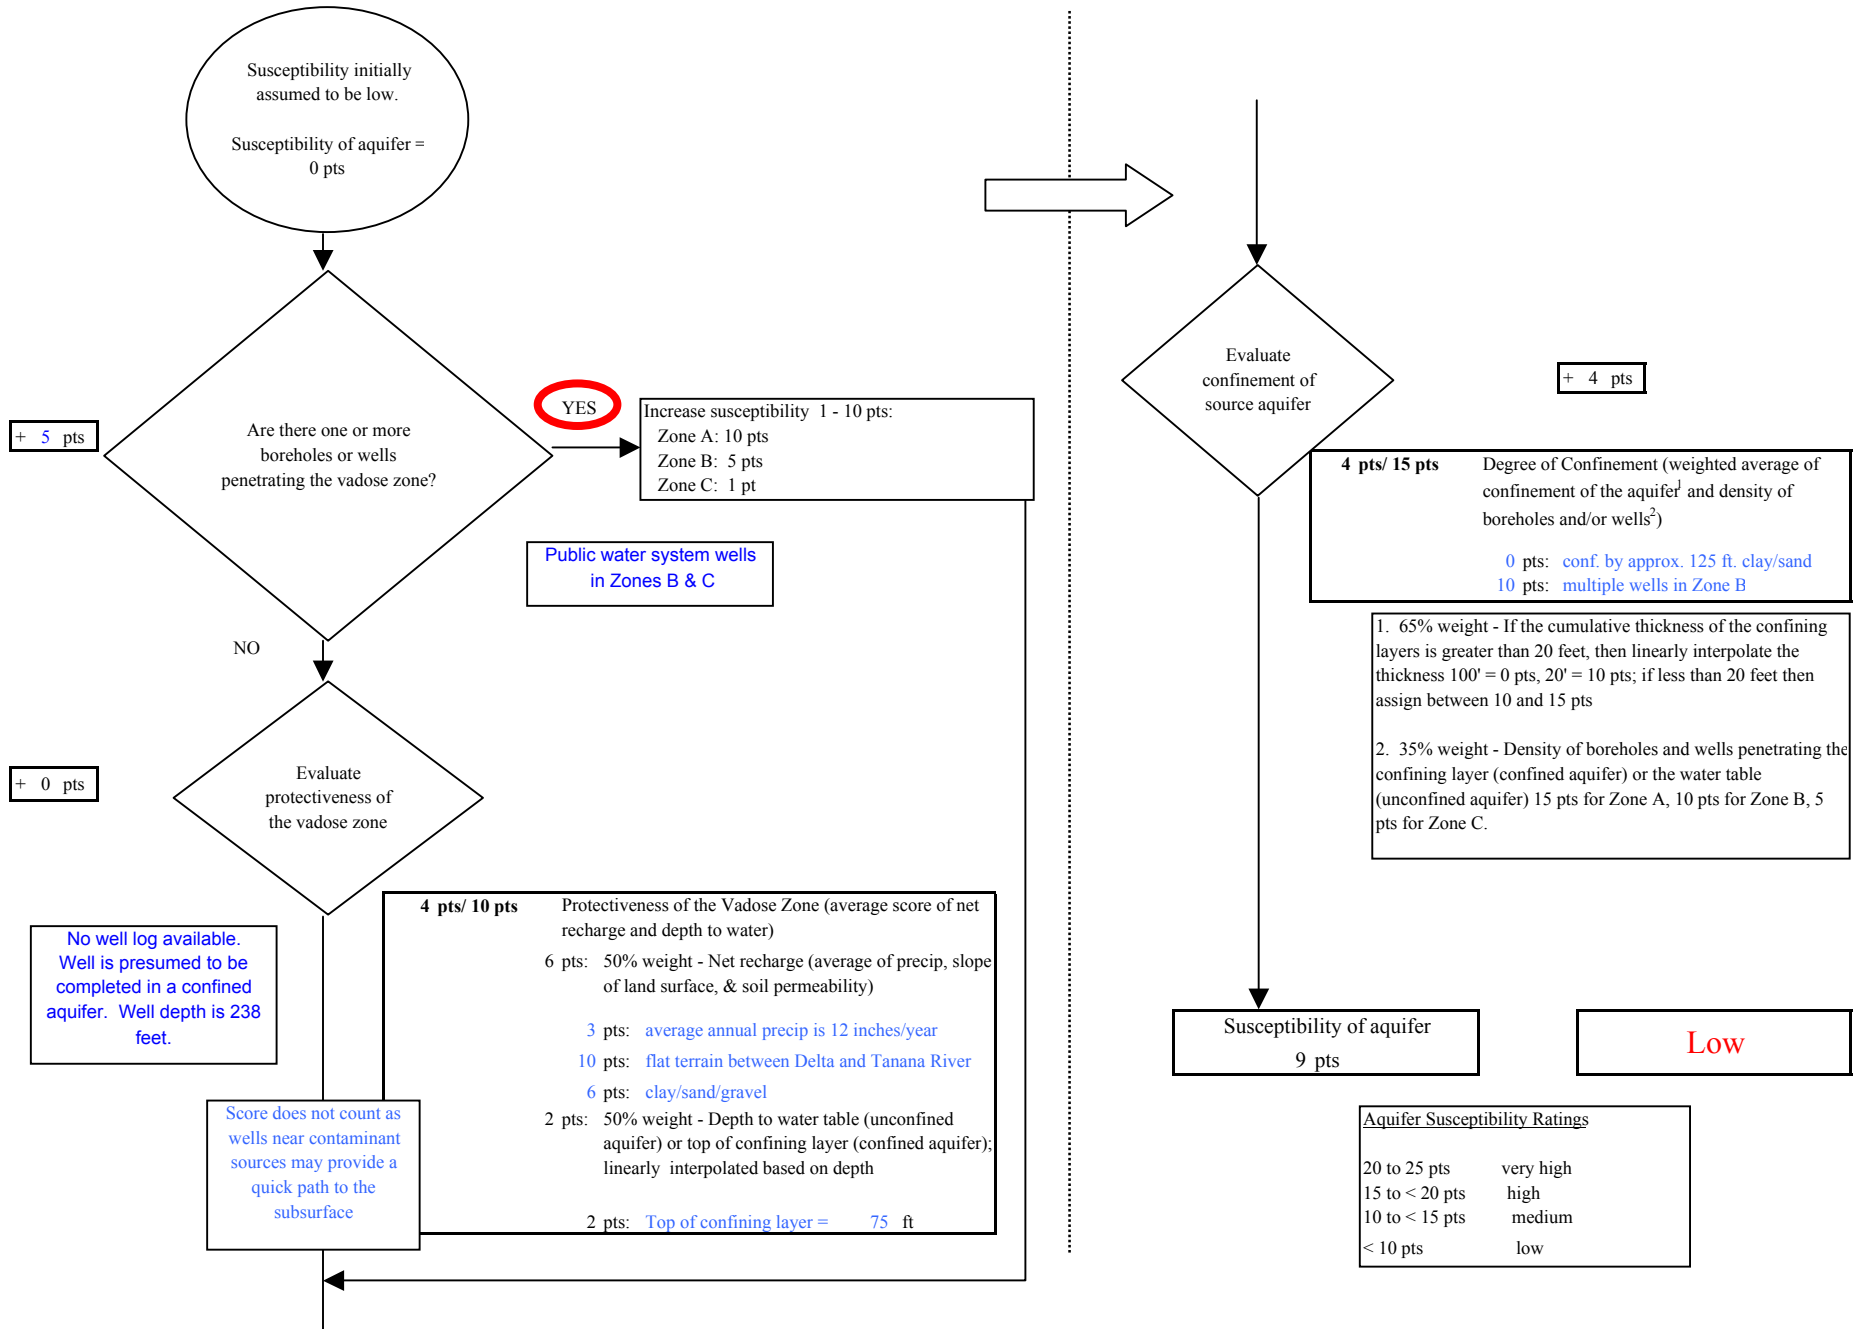 Susceptibility initially
assumed to be low.
Susceptibility of aquifer =
0 pts
+ 5 pts
Are there one or more
boreholes or wells
penetrating the vadose zone?
YES
Increase susceptibility 1 - 10 pts:
Zone A: 10 pts
Zone B: 5 pts
Zone C: 1 pt
Public water system wells
in Zones B & C
NO
+ 0 pts
Evaluate
protectiveness of
the vadose zone
No well log available.
Well is presumed to be
completed in a confined
aquifer. Well depth is 238
feet.
4 pts/ 10 pts Protectiveness of the Vadose Zone (average score of net
recharge and depth to water)
6 pts: 50% weight - Net recharge (average of precip, slope
of land surface, & soil permeability)
3 pts: average annual precip is 12 inches/year
10 pts: flat terrain between Delta and Tanana River
6 pts: clay/sand/gravel
2 pts: 50% weight - Depth to water table (unconfined
aquifer) or top of confining layer (confined aquifer);
linearly interpolated based on depth
2 pts: Top of confining layer = 75 ft
Score does not count as
wells near contaminant
sources may provide a
quick path to the
subsurface
Evaluate
confinement of
source aquifer
+ 4 pts
4 pts/ 15 pts Degree of Confinement (weighted average of
confinement of the aquifer1 and density of
boreholes and/or wells2)
0 pts: conf. by approx. 125 ft. clay/sand
10 pts: multiple wells in Zone B
1. 65% weight - If the cumulative thickness of the confining
layers is greater than 20 feet, then linearly interpolate the
thickness 100' = 0 pts, 20' = 10 pts; if less than 20 feet then
assign between 10 and 15 pts
2. 35% weight - Density of boreholes and wells penetrating the
confining layer (confined aquifer) or the water table
(unconfined aquifer) 15 pts for Zone A, 10 pts for Zone B, 5
pts for Zone C.
Susceptibility of aquifer
9 pts
Low
Aquifer Susceptibility Ratings
20 to 25 pts very high
15 to < 20 pts high
10 to < 15 pts medium
< 10 pts low